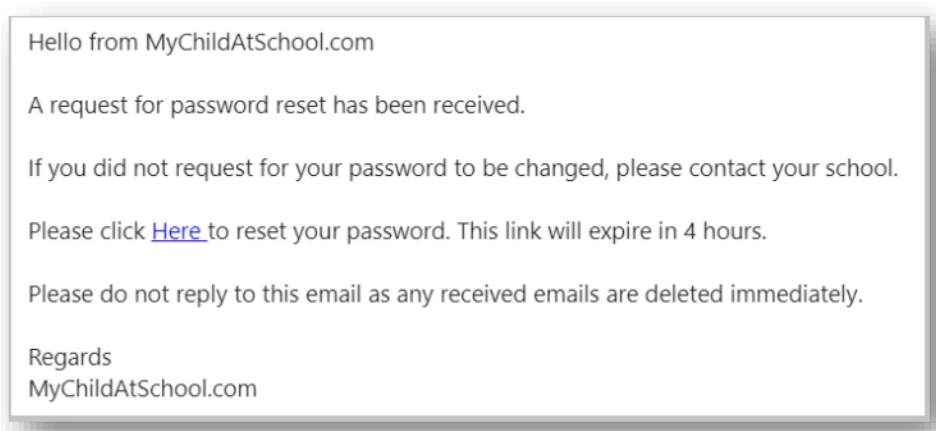 Hello from MyChildAtSchool.com
A request for password reset has been received.
If you did not request for your password to be changed, please contact your school.
Please click Here to reset your password. This link will expire in 4 hours.
Please do not reply to this email as any received emails are deleted immediately.
Regards
MyChildAtSchool.com